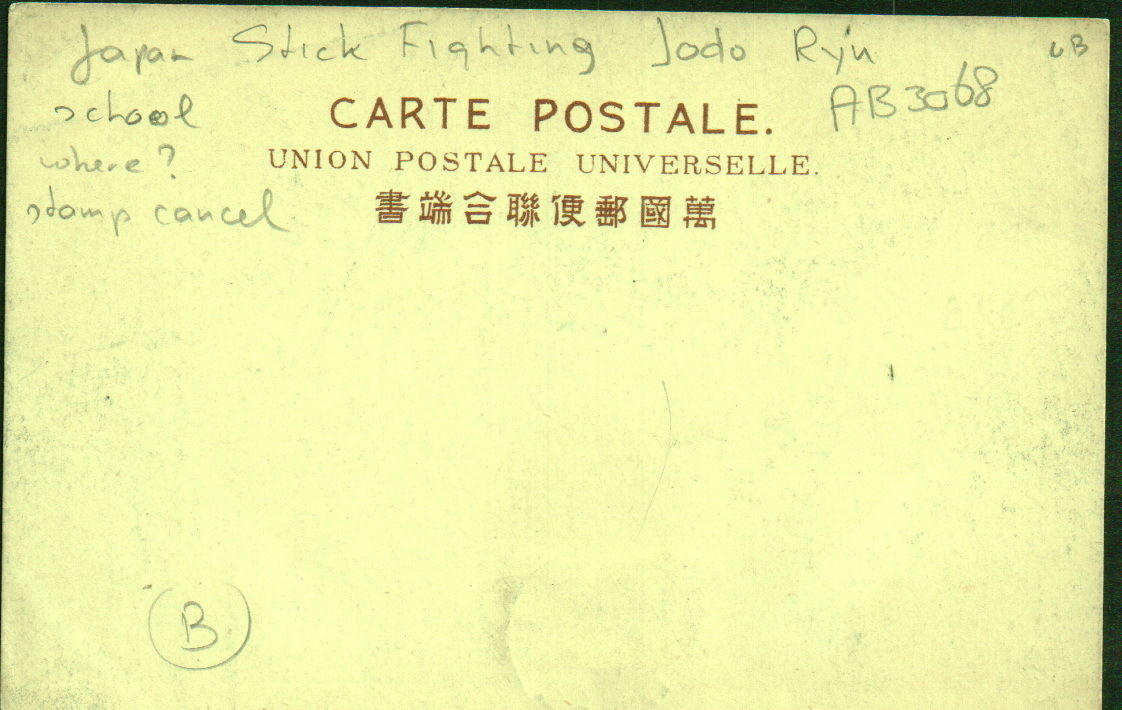 Japan Stick Fighting Jodo Ryu
UB
school
CARTE POSTALE.
AB3068
where?
UNION POSTALE UNIVERSELLE.
stamp cancel
書端合聯便郵國萬
B